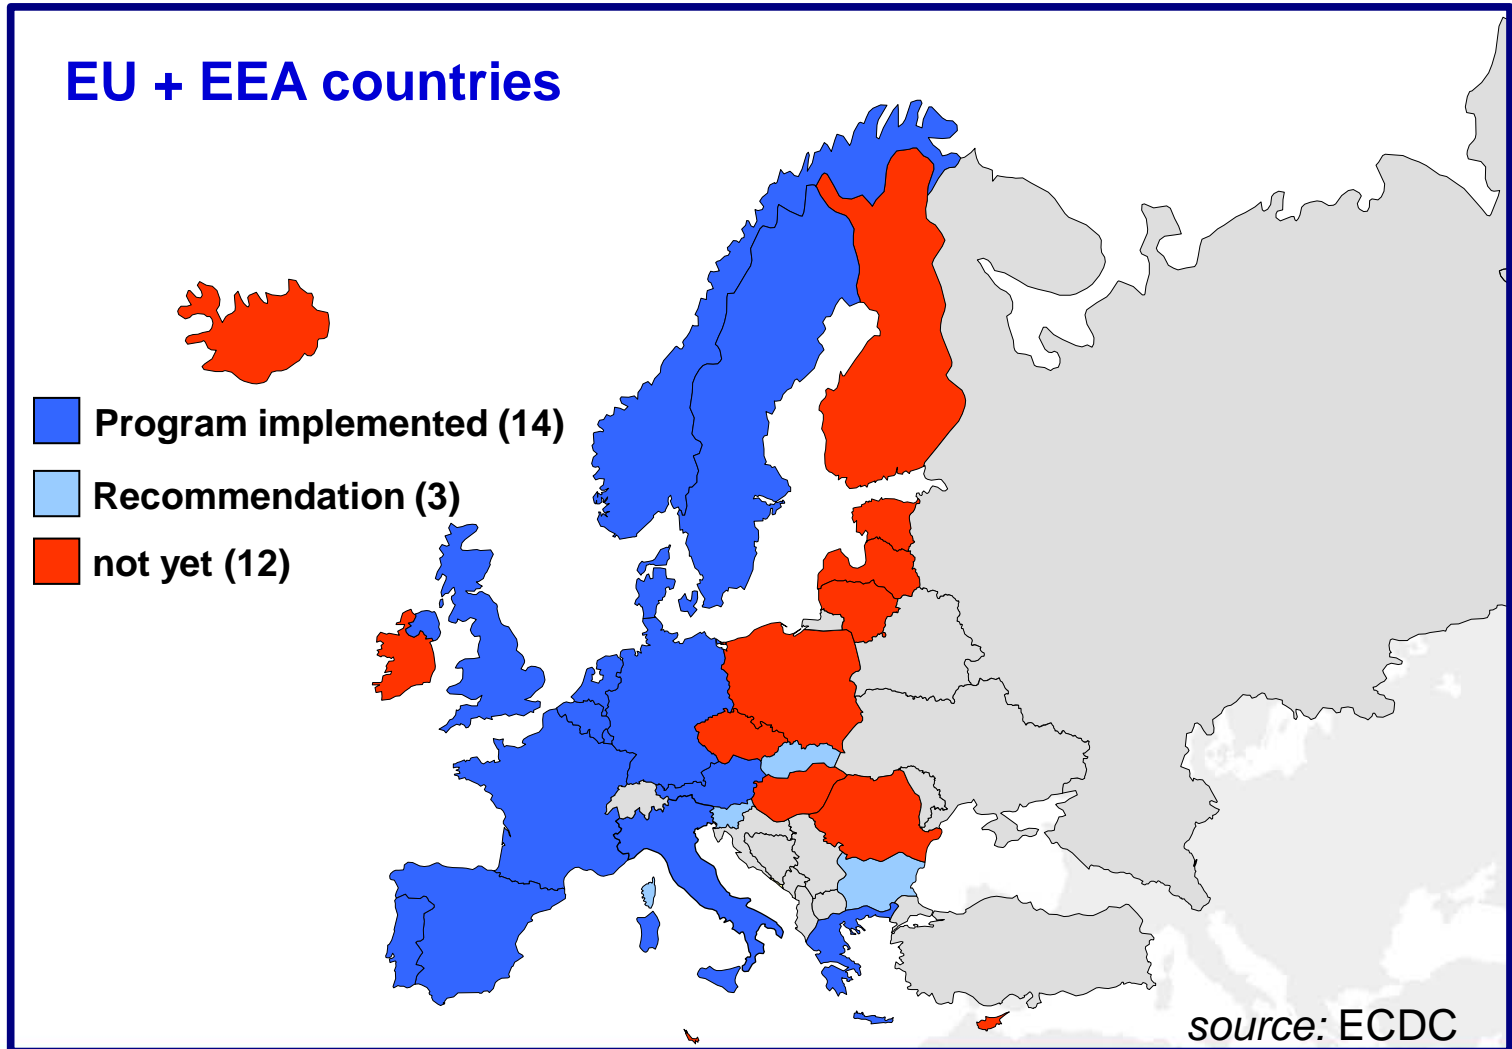 EU + EEA countries
Program implemented (14)
Recommendation (3)
not yet (12)
source: ECDC